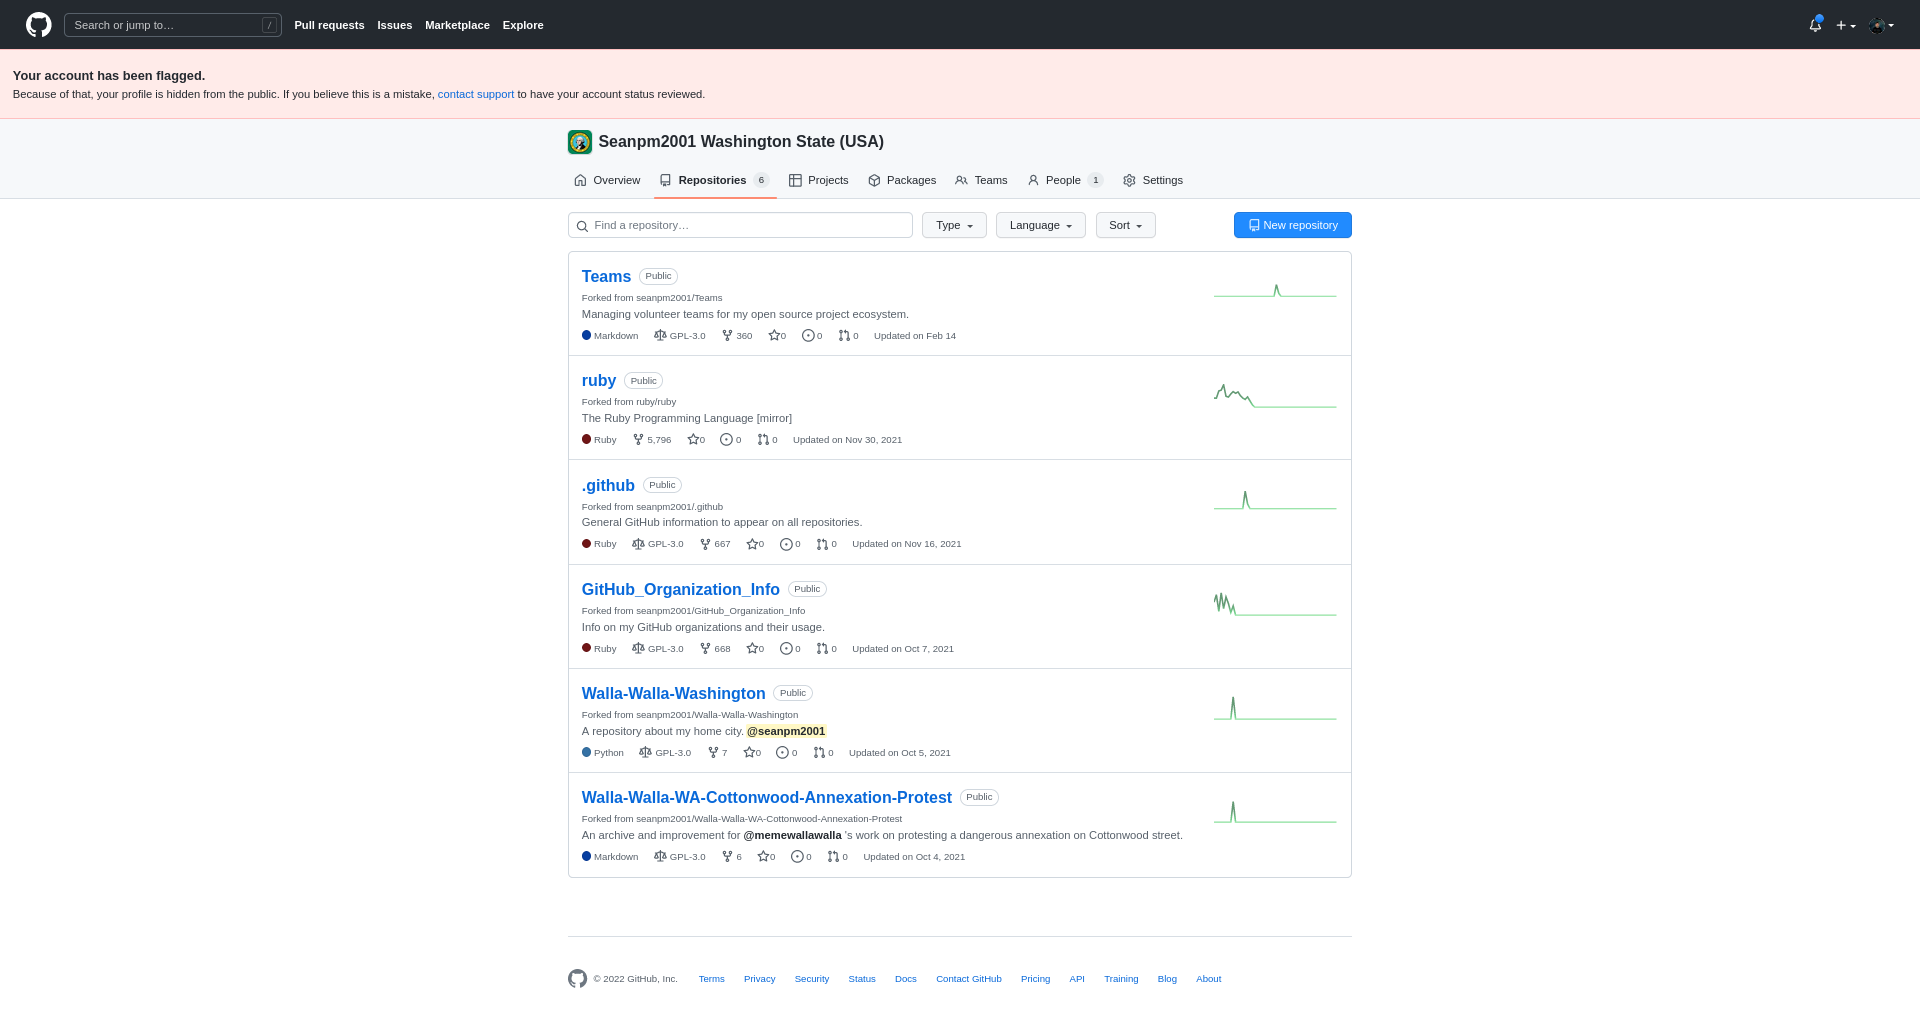 Search or jump to… /
Pull requests Issues Marketplace Explore
Your account has been flagged.
Because of that, your profile is hidden from the public. If you believe this is a mistake, contact support to have your account status reviewed.
Seanpm2001 Washington State (USA)
Overview Repositories 6 Projects Packages Teams People 1 Settings
Find a repository… Type Language Sort New repository
Teams Public
Forked from seanpm2001/Teams
Managing volunteer teams for my open source project ecosystem.
Markdown GPL-3.0 360 0 0 0 Updated on Feb 14
ruby Public
Forked from ruby/ruby
The Ruby Programming Language [mirror]
Ruby 5,796 0 0 0 Updated on Nov 30, 2021
.github Public
Forked from seanpm2001/.github
General GitHub information to appear on all repositories.
Ruby GPL-3.0 667 0 0 0 Updated on Nov 16, 2021
GitHub_Organization_Info Public
Forked from seanpm2001/GitHub_Organization_Info
Info on my GitHub organizations and their usage.
Ruby GPL-3.0 668 0 0 0 Updated on Oct 7, 2021
Walla-Walla-Washington Public
Forked from seanpm2001/Walla-Walla-Washington
A repository about my home city. @seanpm2001
Python GPL-3.0 7 0 0 0 Updated on Oct 5, 2021
Walla-Walla-WA-Cottonwood-Annexation-Protest Public
Forked from seanpm2001/Walla-Walla-WA-Cottonwood-Annexation-Protest
An archive and improvement for @memewallawalla 's work on protesting a dangerous annexation on Cottonwood street.
Markdown GPL-3.0 6 0 0 0 Updated on Oct 4, 2021
© 2022 GitHub, Inc. Terms Privacy Security Status Docs Contact GitHub Pricing API Training Blog About